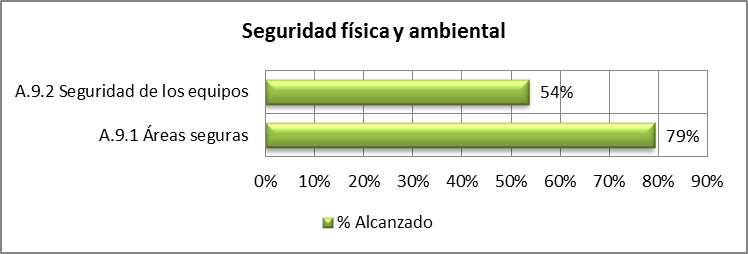 Seguridad física y ambiental
A.9.2 Seguridad de los equipos
54%
A.9.1 Áreas seguras
79%
0% 10% 20% 30% 40% 50% 60% 70% 80% 90%
% Alcanzado